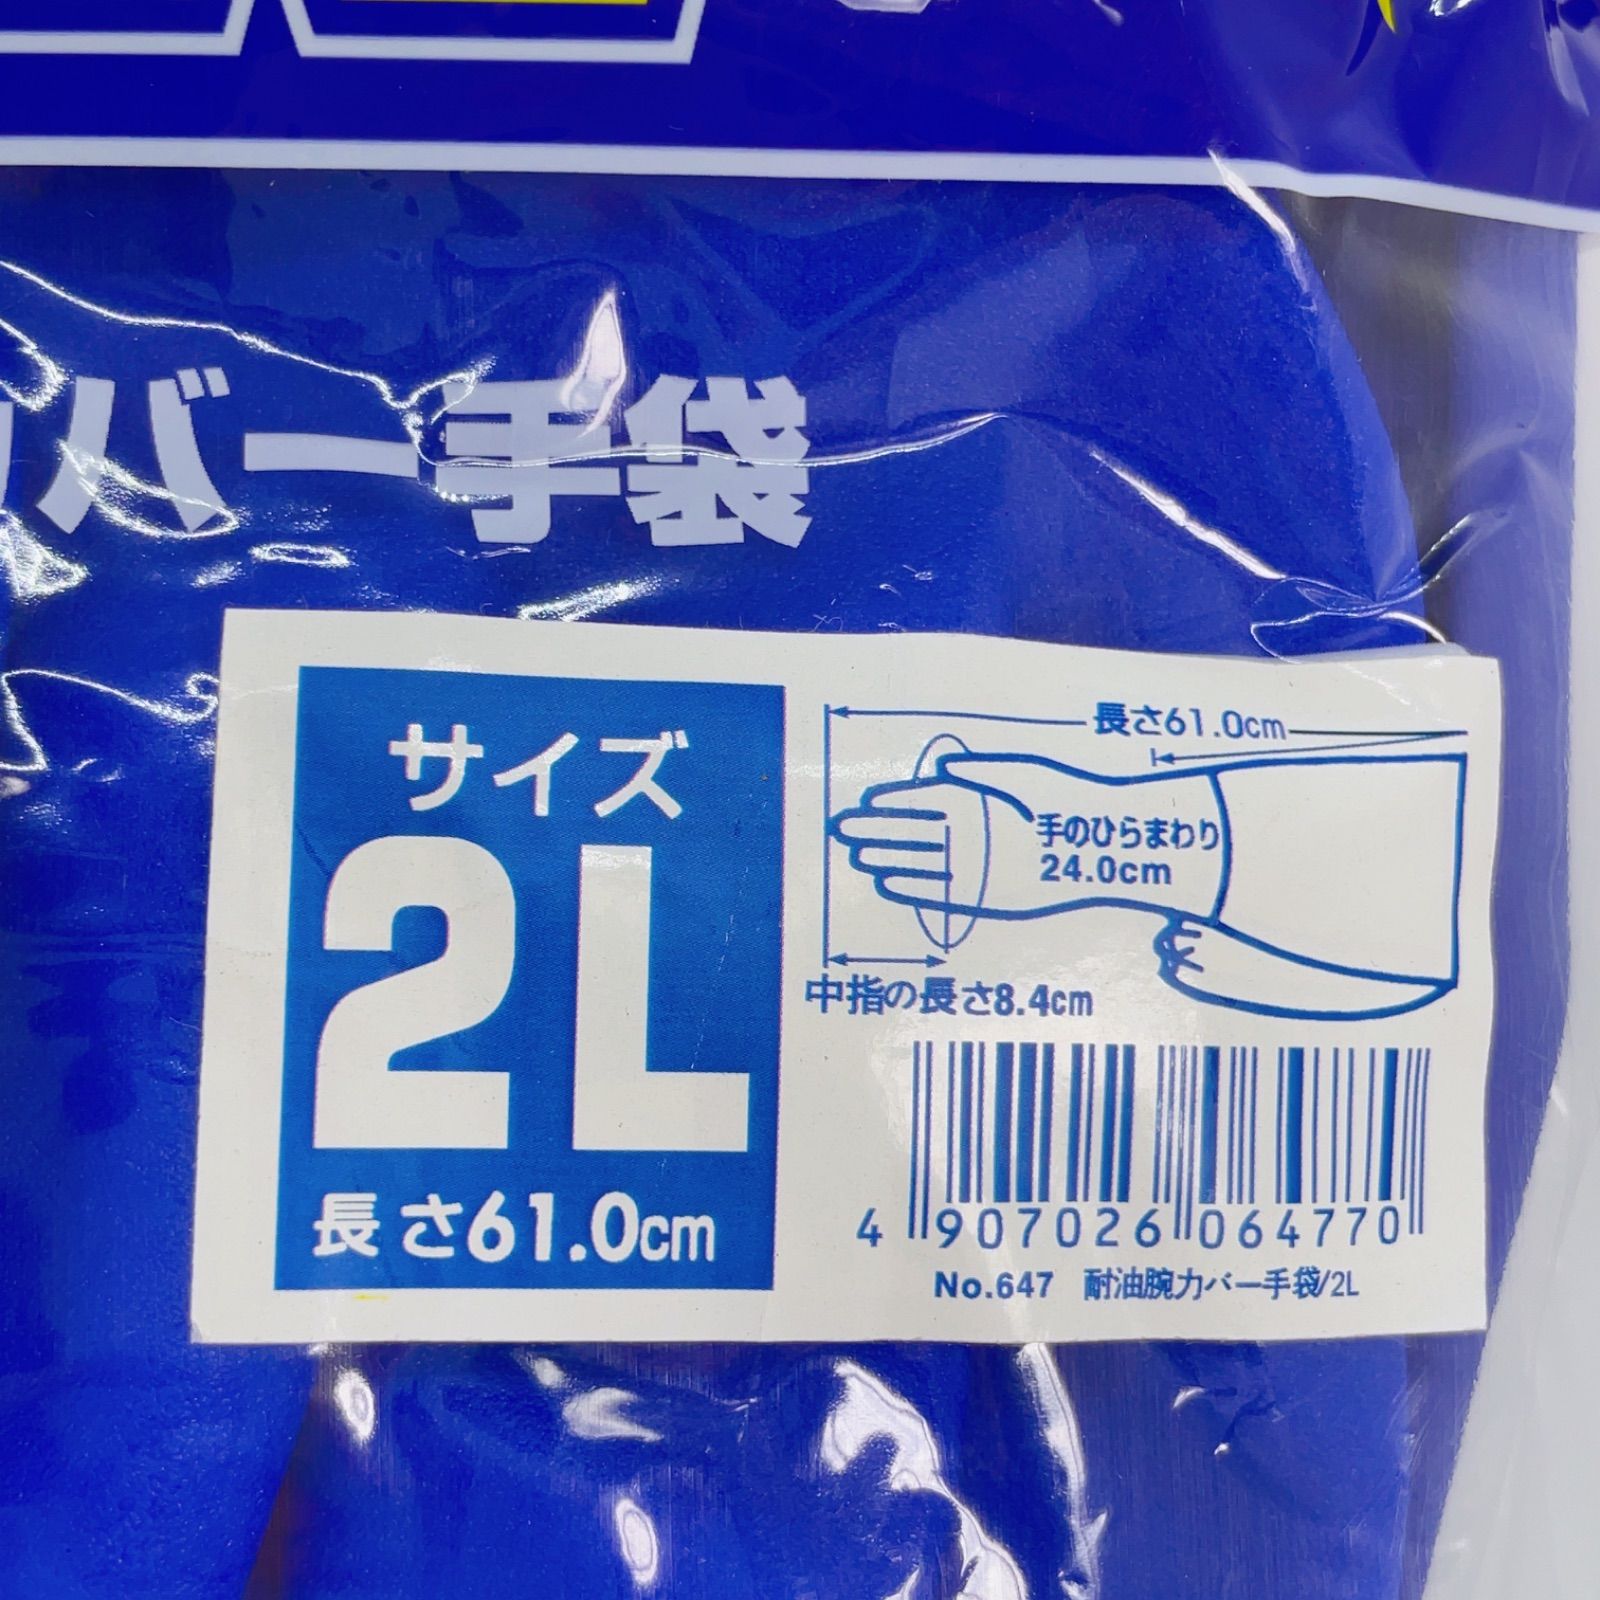 バー手袋
サイズ
2L
長さ61.0cm
長さ61.0cm
手のひらまわり
24.0cm
中指の長さ8.4cm
4 907026 064770
No.647 耐油腕カバー手袋/2L